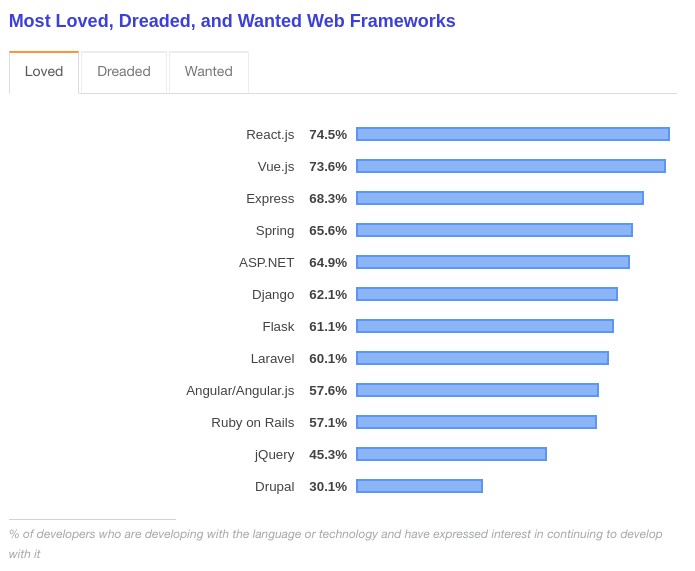 Most Loved, Dreaded, and Wanted Web Frameworks
Loved Dreaded Wanted
React.js 74.5%
Vue.js 73.6%
Express 68.3%
Spring 65.6%
ASP.NET 64.9%
Django 62.1%
Flask 61.1%
Laravel 60.1%
Angular/Angular.js 57.6%
Ruby on Rails 57.1%
jQuery 45.3%
Drupal 30.1%
% of developers who are developing with the language or technology and have expressed interest in continuing to develop
with it